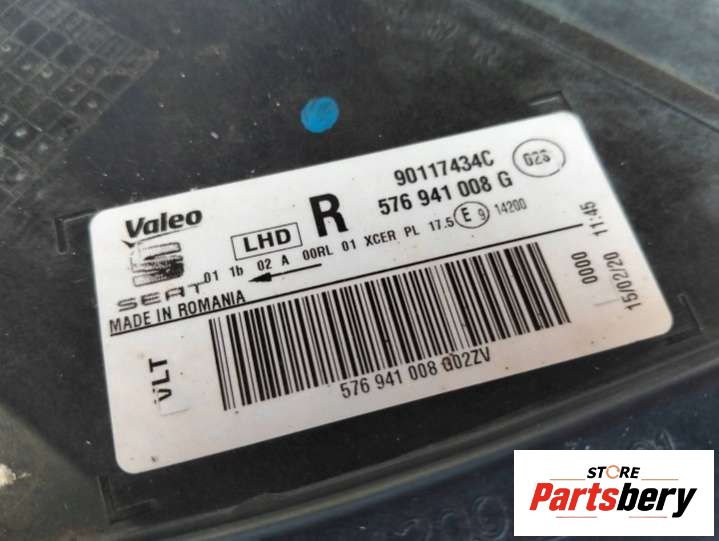 Valeo
LHD
R
90117434C
576 941 008 G
02S
SEAT
01 1b 02 A 00RL 01 XCER PL 17.5 E 9 14200
MADE IN ROMANIA
VLT
576 941 008 G02ZV
0000
15/02/20 11:45
STORE
Partsbery